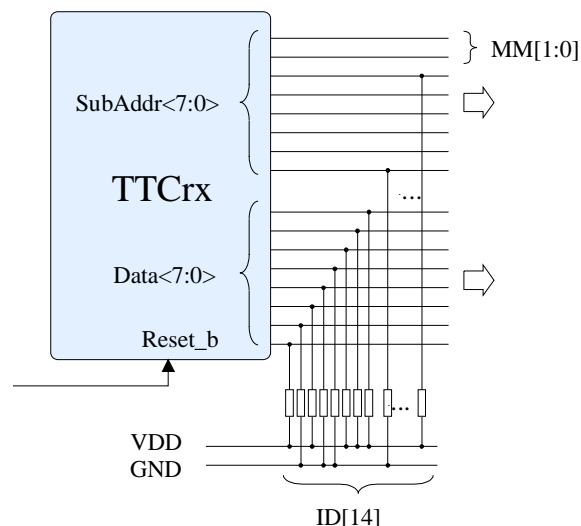 MM[1:0]
SubAddr<7:0>
TTCrx
...
Data<7:0>
Reset_b
...
VDD
GND
ID[14]